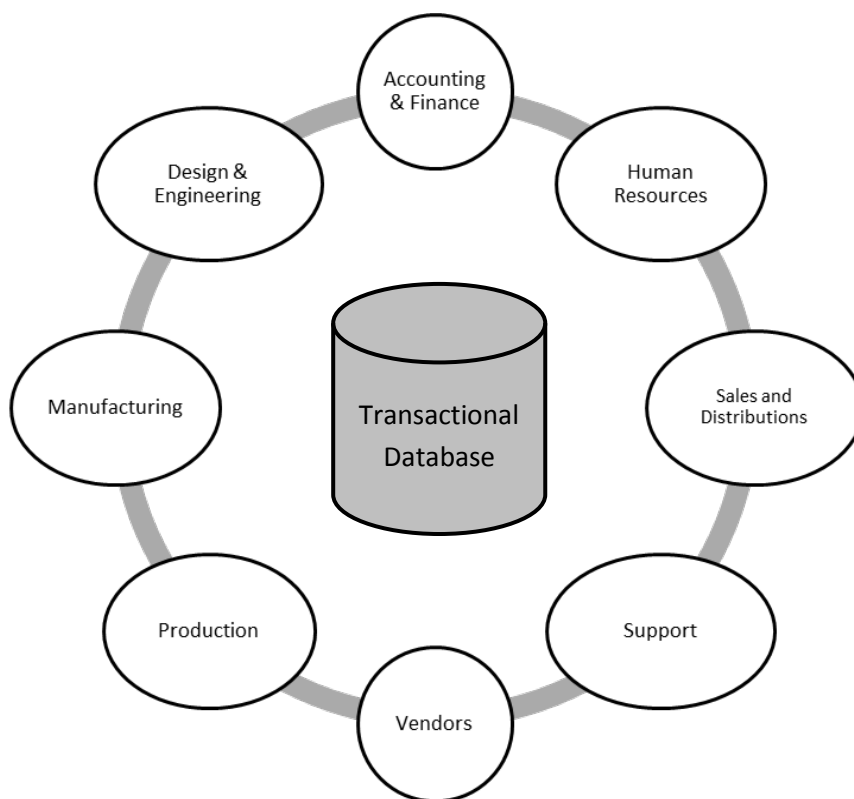 Accounting
& Finance
Design &
Engineering
Human
Resources
Manufacturing
Transactional
Database
Sales and
Distributions
Production
Support
Vendors